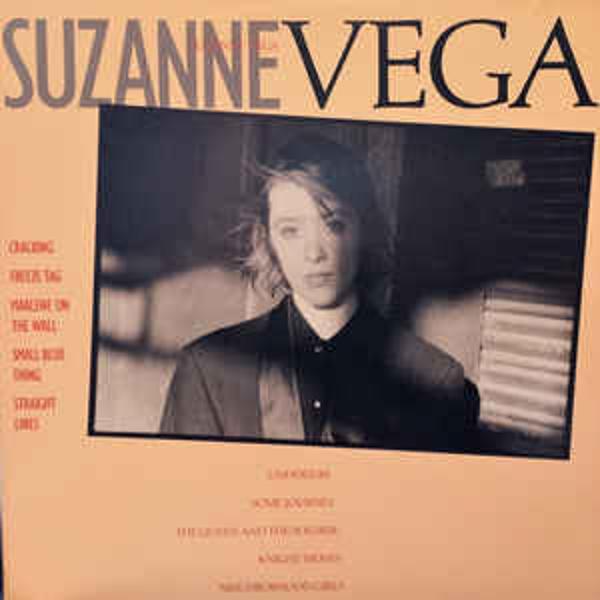 SUZANNE VEGA
CRACKING
FREEZE TAG
MARLENE ON
THE WALL
SMALL BLUE
THING
STRAIGHT
LINES
UNDERTOW
SOME JOURNEY
THE QUEEN AND THE SOLDIER
KNIGHT MOVES
NEIGHBORHOOD GIRLS